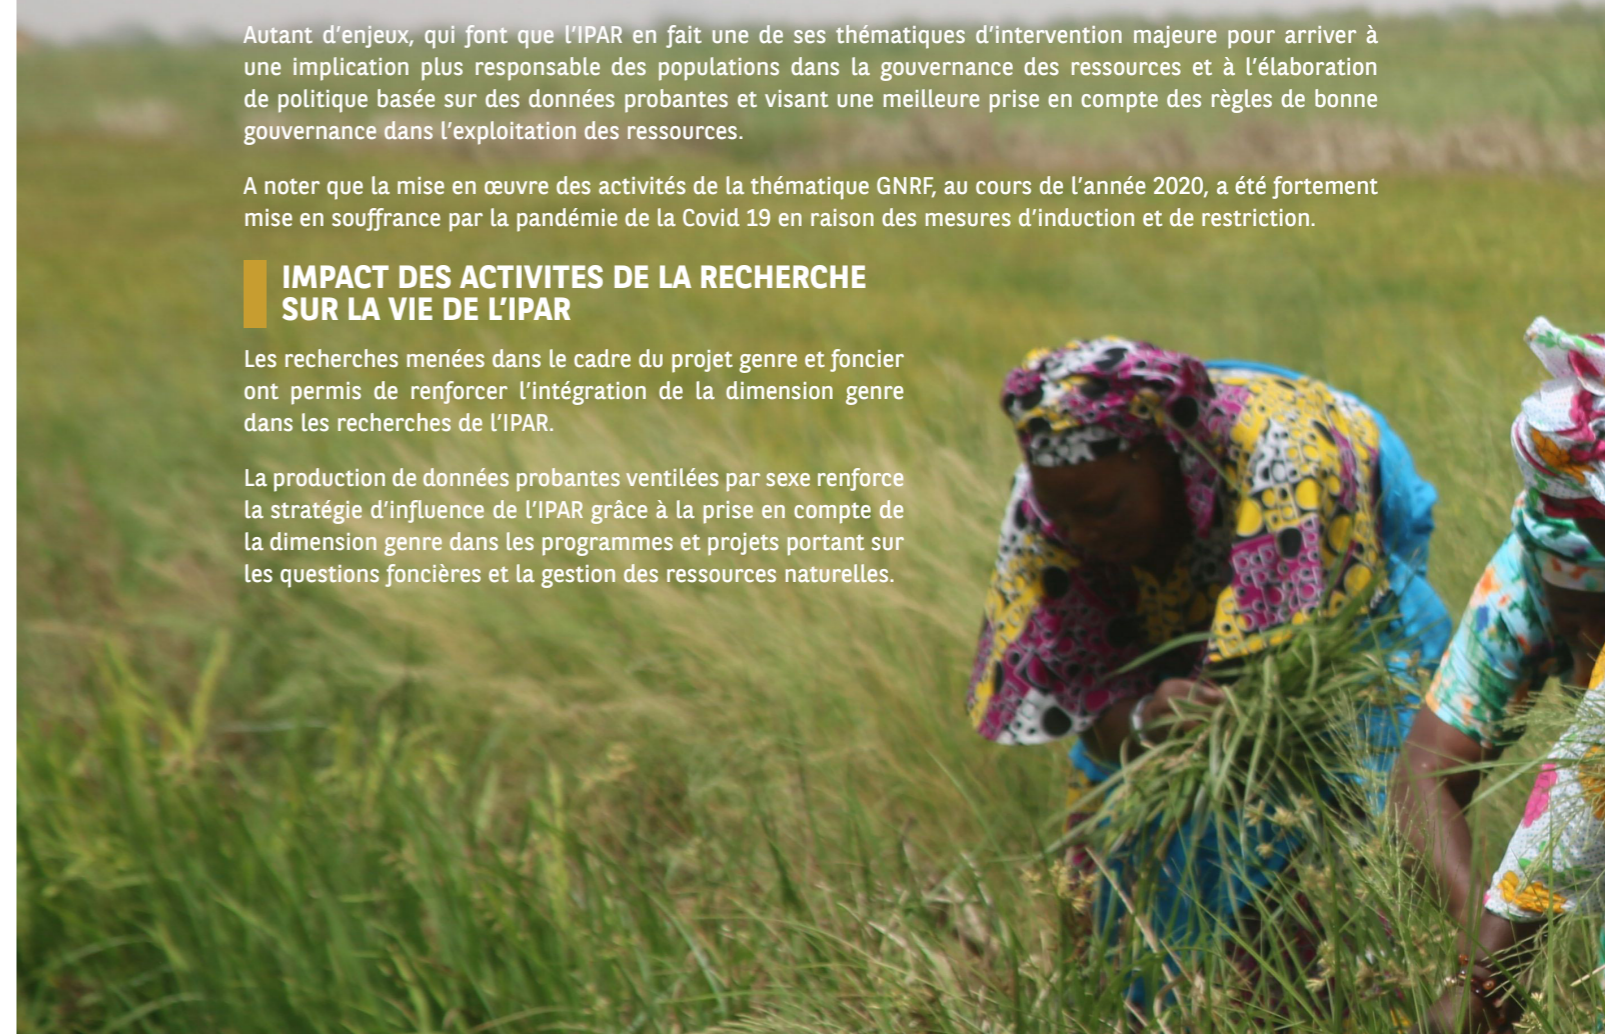 Autant d'enjeux, qui font que l'IPAR en fait une de ses thématiques d'intervention majeure pour arriver à
une implication plus responsable des populations dans la gouvernance des ressources et à l'élaboration
de politique basée sur des données probantes et visant une meilleure prise en compte des règles de bonne
gouvernance dans l'exploitation des ressources.
A noter que la mise en œuvre des activités de la thématique GNRF, au cours de l'année 2020, a été fortement
mise en souffrance par la pandémie de la Covid 19 en raison des mesures d'induction et de restriction.
IMPACT DES ACTIVITES DE LA RECHERCHE
SUR LA VIE DE L'IPAR
Les recherches menées dans le cadre du projet genre et foncier
ont permis de renforcer l'intégration de la dimension genre
dans les recherches de l'IPAR.
La production de données probantes ventilées par sexe renforce
la stratégie d'influence de l'IPAR grâce à la prise en compte de
la dimension genre dans les programmes et projets portant sur
les questions foncières et la gestion des ressources naturelles.